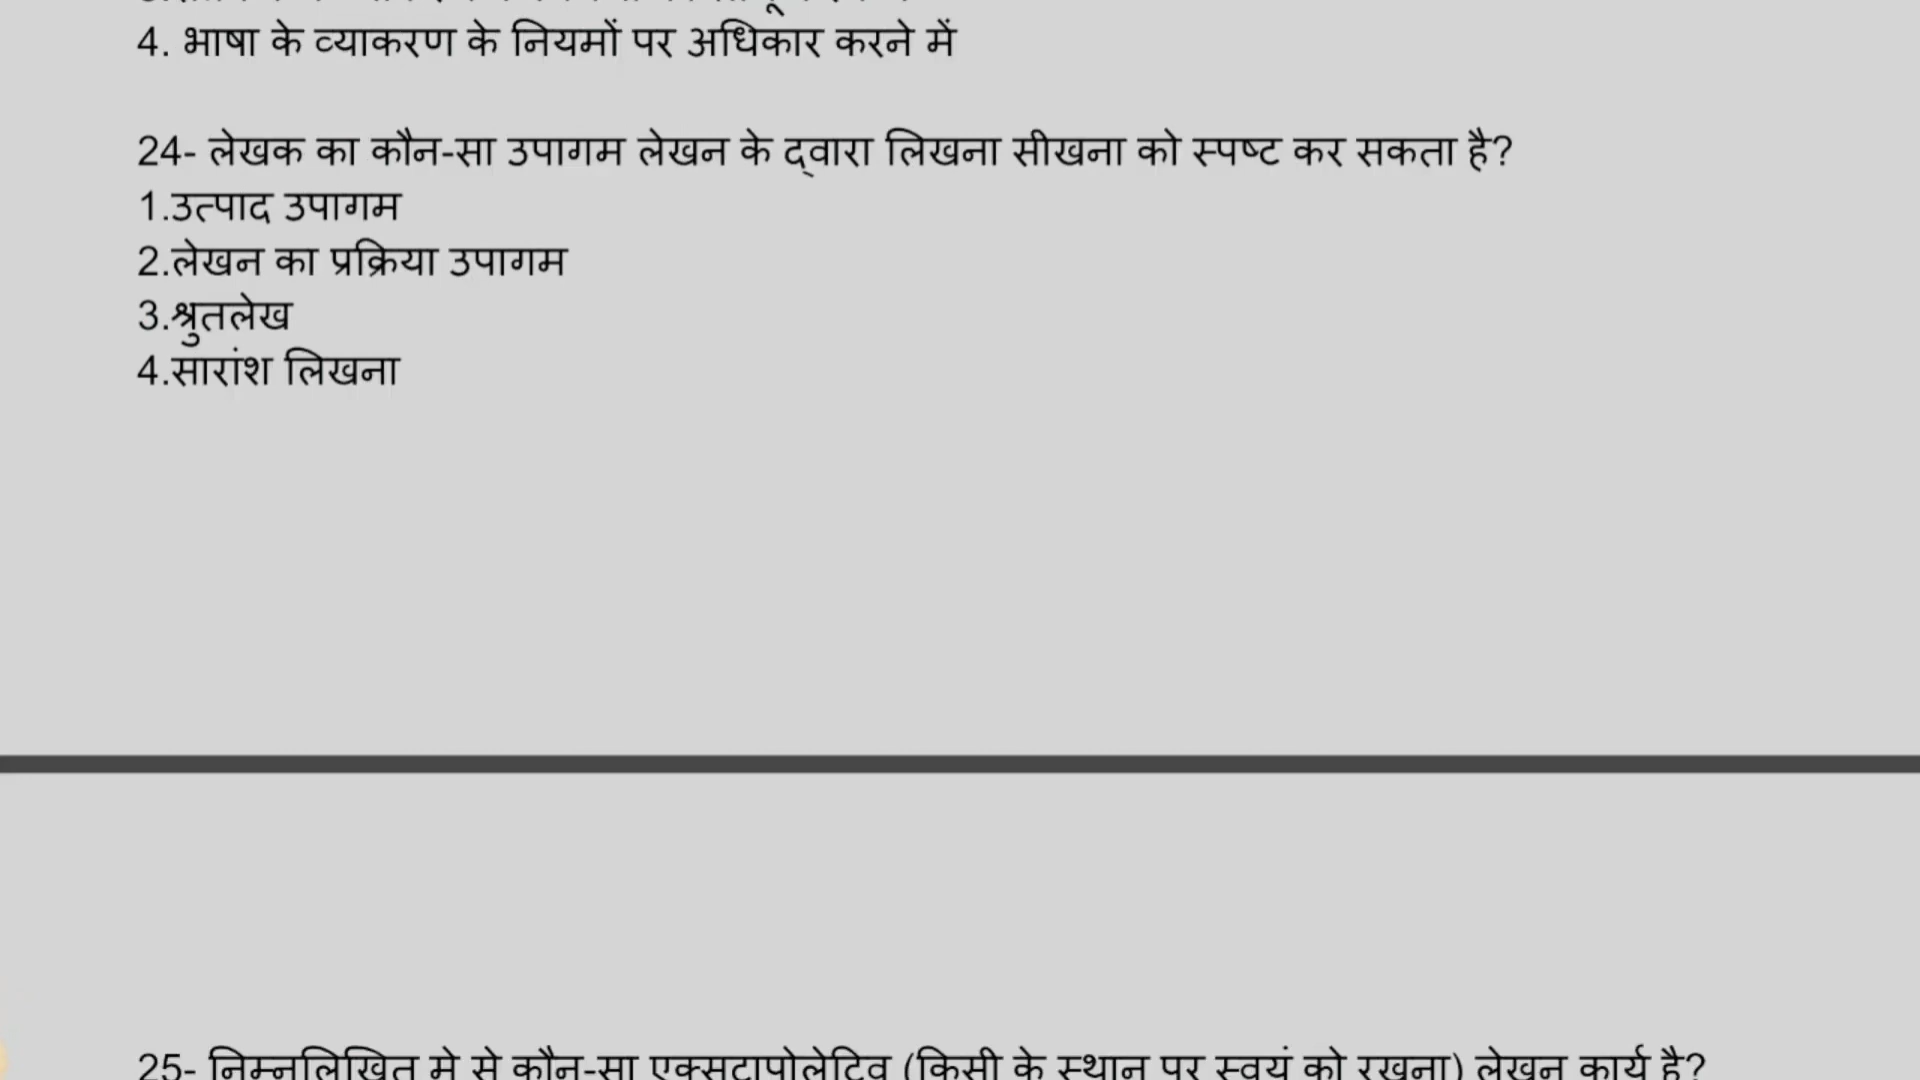 4. भाषा के व्याकरण के नियमों पर अधिकार करने में
24- लेखक का कौन-सा उपागम लेखन के द्वारा लिखना सीखना को स्पष्ट कर सकता है?
1.उत्पाद उपागम
2.लेखन का प्रक्रिया उपागम
3.श्रुतलेख
4.सारांश लिखना
25- निम्नलिखित मे से कौन-सा एक्सटापोलेटिव (किसी के स्थान पर स्वयं को रखना) लेखन कार्य है?